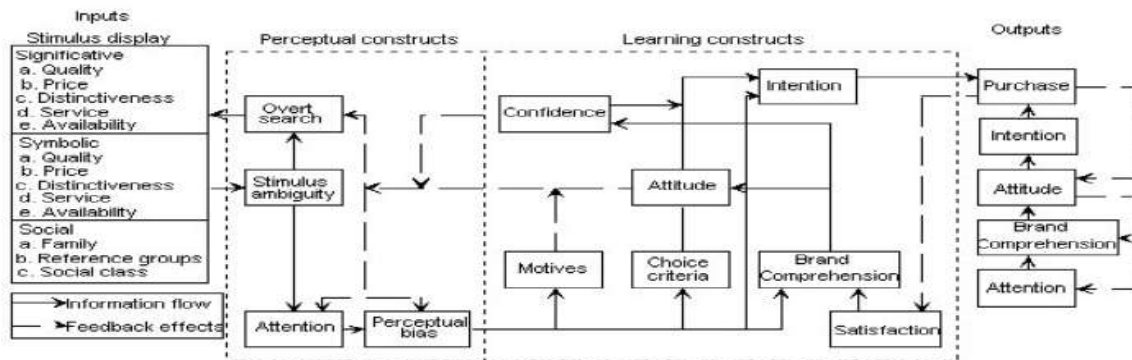 Inputs
Stimulus display
Significative
a. Quality
b. Price
c. Distinctiveness
d. Service
e. Availability
Symbolic
a. Quality
b. Price
c. Distinctiveness
d. Service
e. Availability
Social
a. Family
b. Reference groups
c. Social class
Information flow
Feedback effects
Perceptual constructs
Overt
search
Stimulus
ambiguity
Attention
Perceptual
bias
Learning constructs
Confidence
Intention
Attitude
Motives
Choice
criteria
Brand
Comprehension
Satisfaction
Outputs
Purchase
Intention
Attitude
Brand
Comprehension
Attention